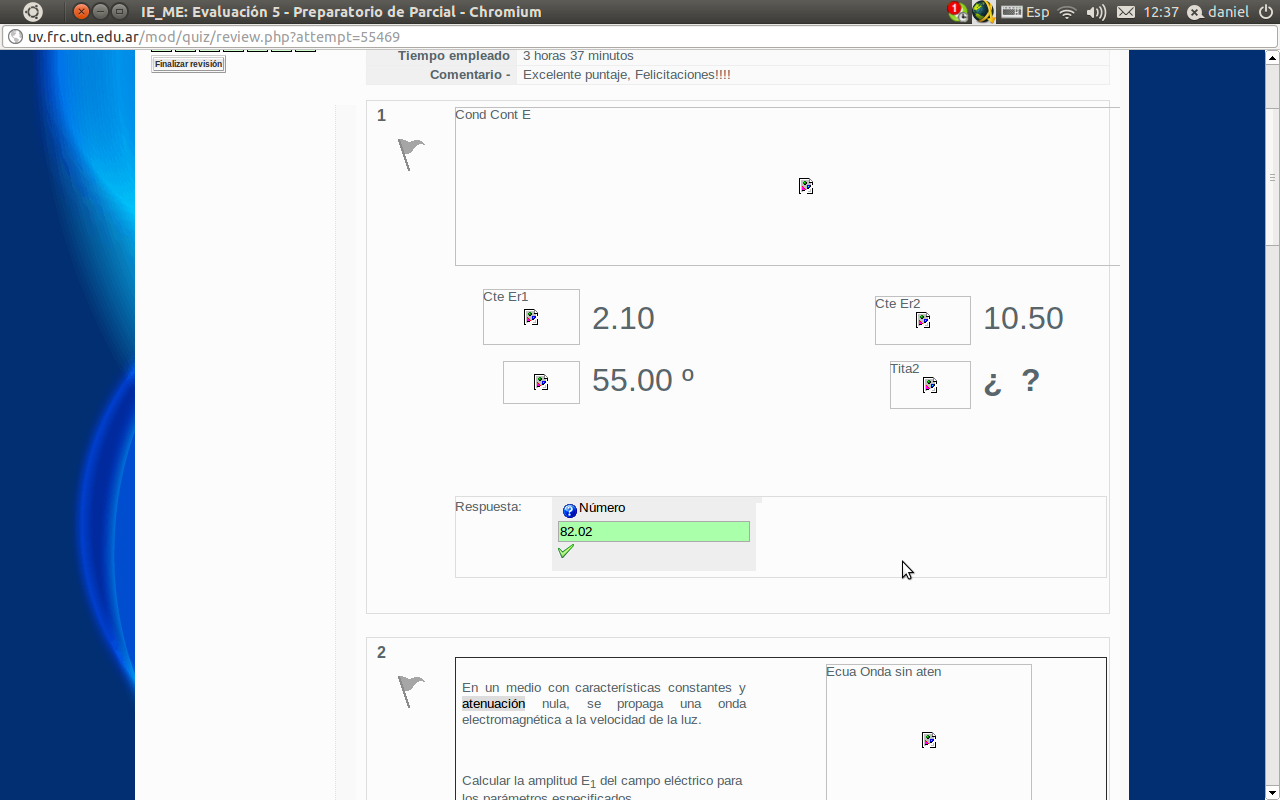 IE_ME: Evaluación 5 - Preparatorio de Parcial - Chromium
1 Esp 12:37 daniel
uv.frc.utn.edu.ar/mod/quiz/review.php?attempt=55469
Finalizar revisión
Tiempo empleado 3 horas 37 minutos
Comentario - Excelente puntaje, Felicitaciones!!!!
1
Cond Cont E
Cte Er1 2.10
Cte Er2 10.50
55.00 º
Tita2 ¿ ?
Respuesta:
Número
82.02
2
En un medio con características constantes y
atenuación nula, se propaga una onda
electromagnética a la velocidad de la luz.
Ecua Onda sin aten
Calcular la amplitud E1 del campo eléctrico para
los parámetros especificados